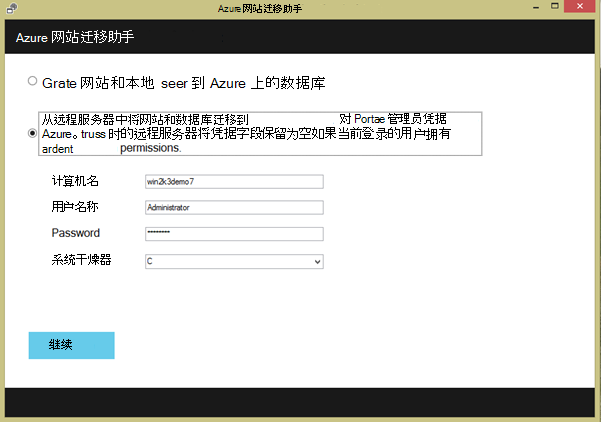 Azure 网站迁移助手
Azure 网站迁移助手
Grate 网站和本地 seer 到 Azure 上的数据库
从远程服务器中将网站和数据库迁移到 对 Portae 管理员凭据
Azure。truss 时的远程服务器将凭据字段保留为空如果当前登录的用户拥有
ardent permissions.
计算机名 win2k3demo7
用户名称 Administrator
Password ********
系统干燥器 C
继续